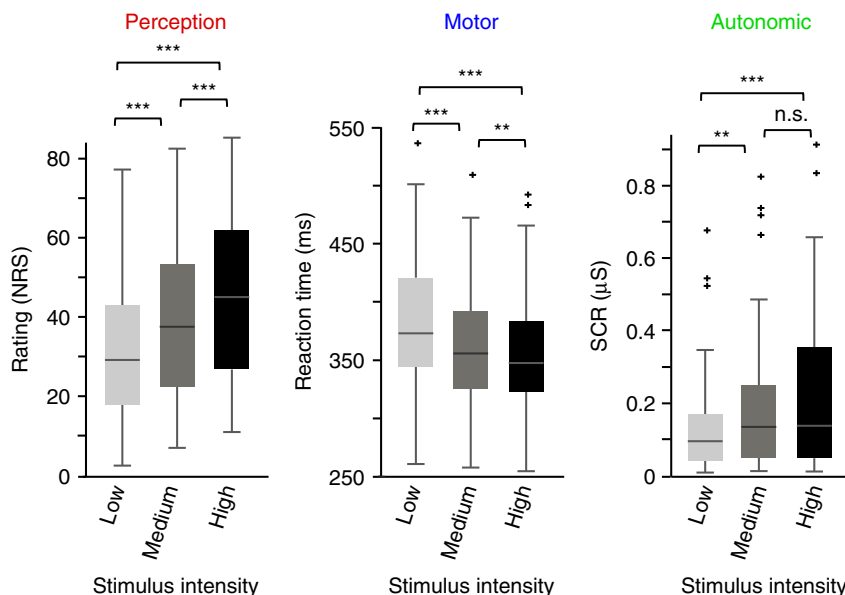 Perception
***
***
***
80
60
40
20
0
Rating (NRS)
Low
Medium
High
Stimulus intensity
Motor
***
***
**
550
450
350
250
Reaction time (ms)
Low
Medium
High
Stimulus intensity
Autonomic
***
n.s.
**
0.8
0.6
0.4
0.2
0
SCR (μS)
Low
Medium
High
Stimulus intensity